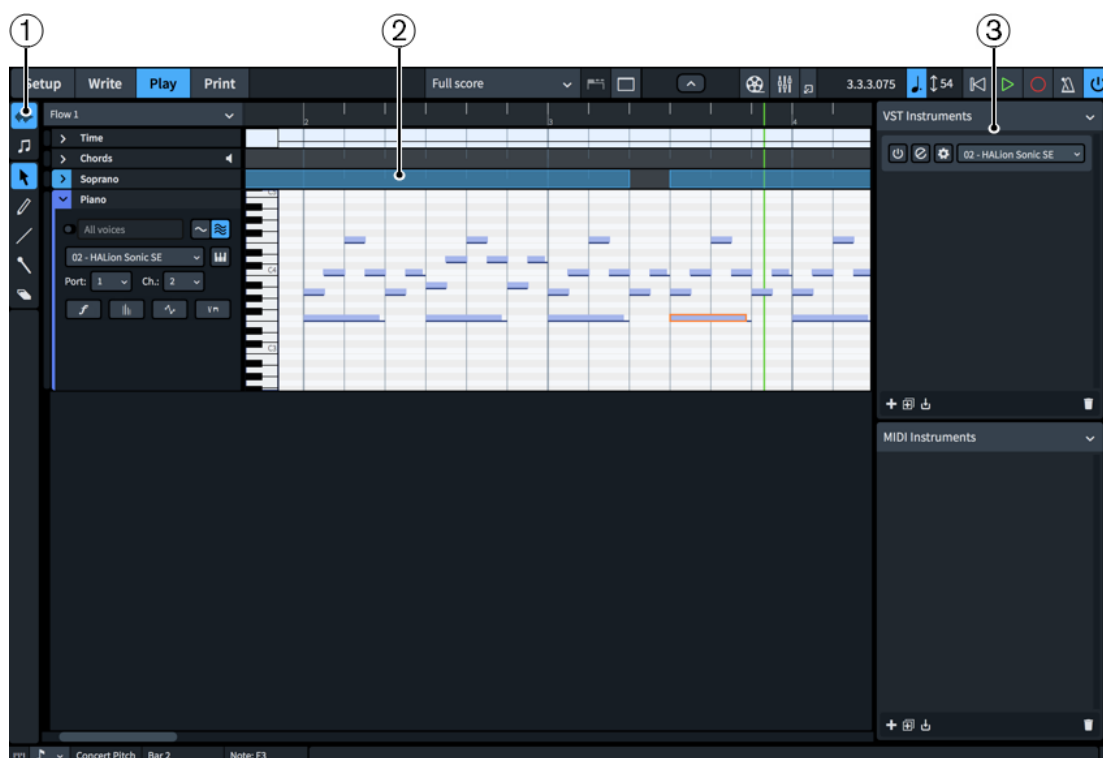 1 2 3
Setup Write Play Print Full score 3.3.3.075 54
Flow 1 2 3 4 VST Instruments
Time
Chords 02 - HALion Sonic SE
Soprano
Piano
All voices
02 - HALion Sonic SE C4
Port: 1 Ch.: 2
C3
MIDI Instruments
Concert Pitch Bar 2 Note: F3